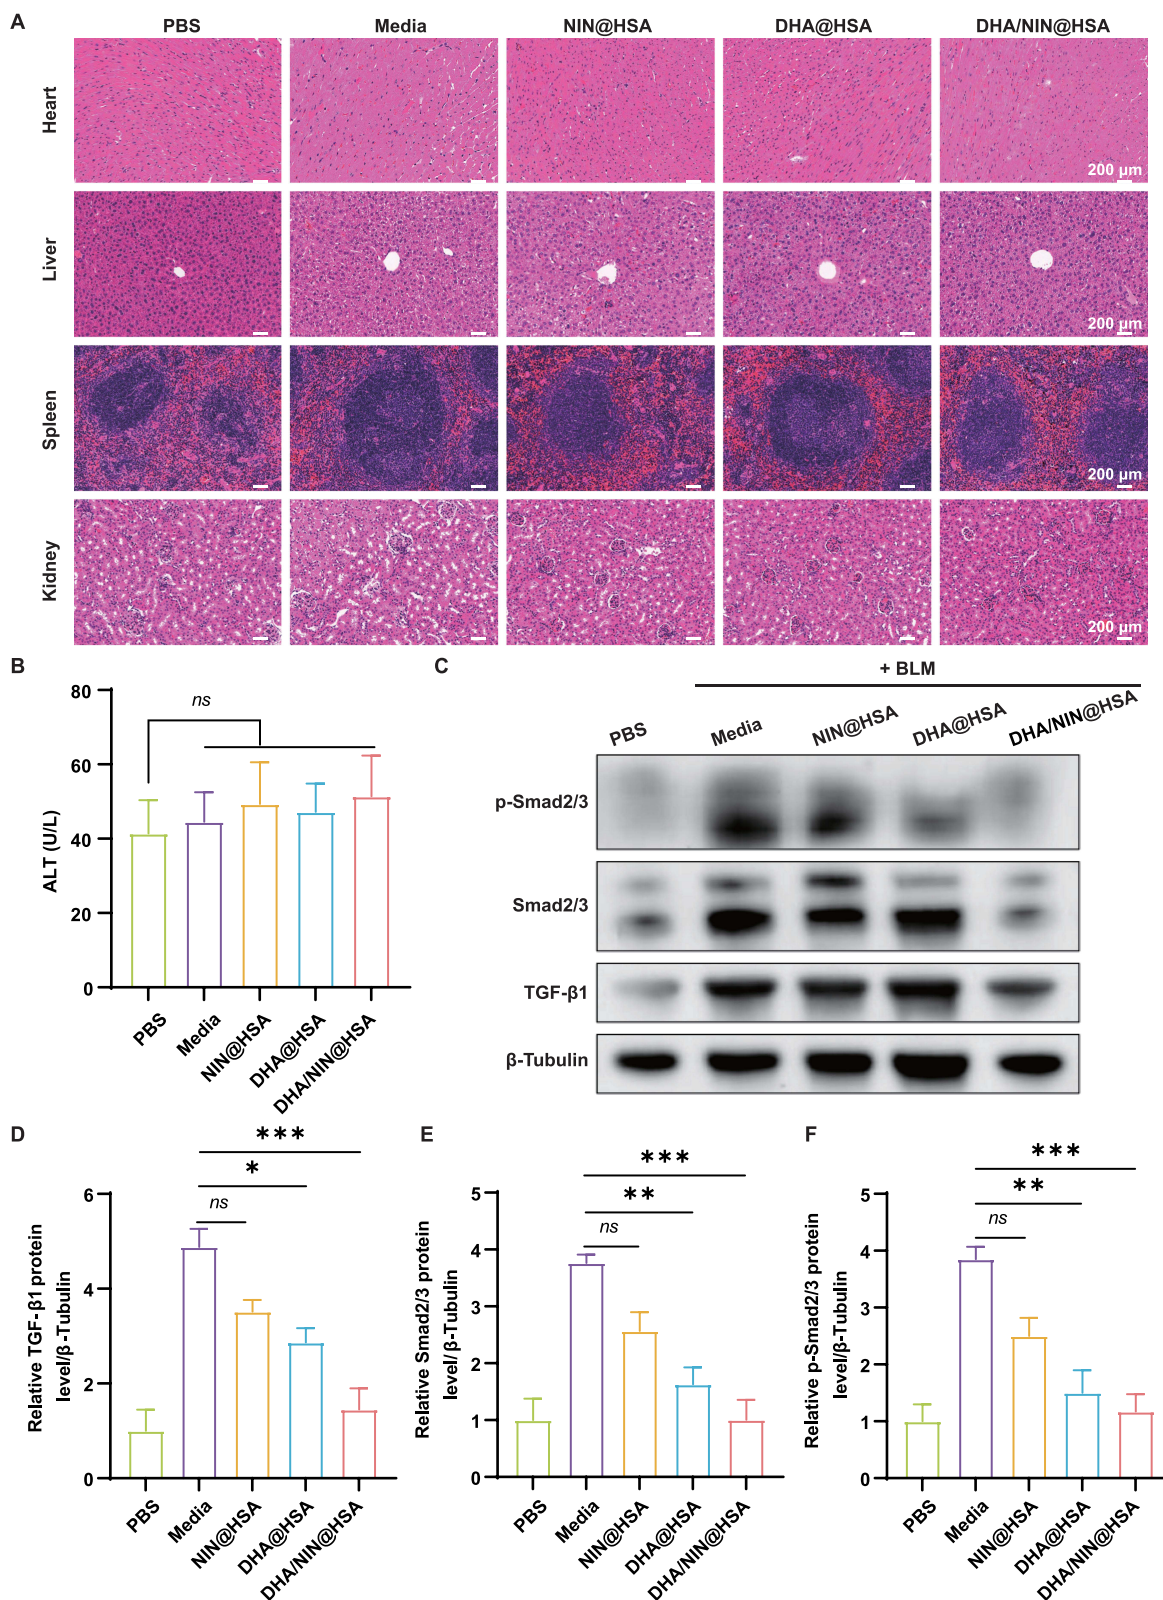 A
PBS
Media
NIN@HSA
DHA@HSA
DHA/NIN@HSA
Heart
200 μm
Liver
200 μm
Spleen
200 μm
Kidney
200 μm
B
ALT (U/L)
80
60
40
20
0
ns
PBS
Media
NIN@HSA
DHA@HSA
DHA/NIN@HSA
C
+ BLM
PBS
Media
NIN@HSA
DHA@HSA
DHA/NIN@HSA
p-Smad2/3
Smad2/3
TGF-β1
β-Tubulin
D
Relative TGF-β1 protein
level/β-Tubulin
6
4
2
0
***
*
ns
PBS
Media
NIN@HSA
DHA@HSA
DHA/NIN@HSA
E
Relative Smad2/3 protein
level/β-Tubulin
5
4
3
2
1
0
***
**
ns
PBS
Media
NIN@HSA
DHA@HSA
DHA/NIN@HSA
F
Relative p-Smad2/3 protein
level/β-Tubulin
5
4
3
2
1
0
***
**
ns
PBS
Media
NIN@HSA
DHA@HSA
DHA/NIN@HSA